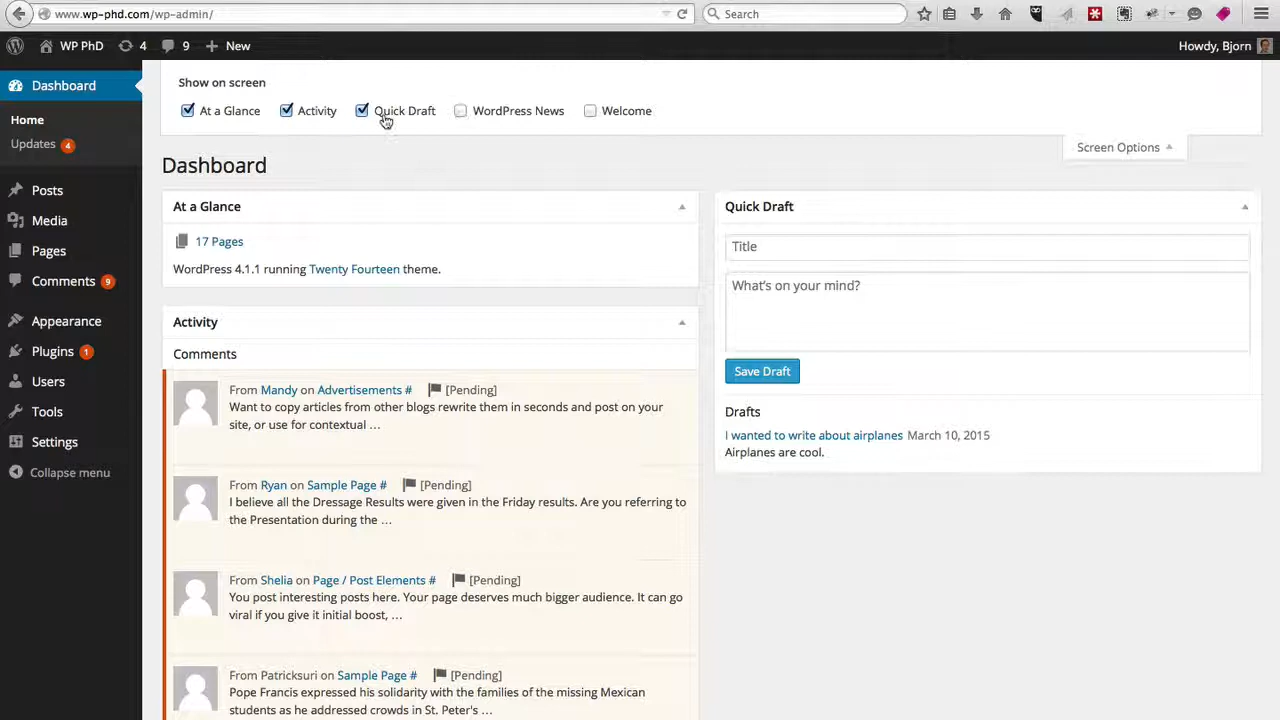 www.wp-phd.com/wp-admin/
Search
WP PhD 4 9 + New
Howdy, Bjorn
Dashboard
Home
Updates 4
Posts
Media
Pages
Comments 9
Appearance
Plugins 1
Users
Tools
Settings
Collapse menu
Show on screen
At a Glance Activity Quick Draft WordPress News Welcome
Screen Options
Dashboard
At a Glance
17 Pages
WordPress 4.1.1 running Twenty Fourteen theme.
Activity
Comments
From Mandy on Advertisements # [Pending]
Want to copy articles from other blogs rewrite them in seconds and post on your
site, or use for contextual …
From Ryan on Sample Page # [Pending]
I believe all the Dressage Results were given in the Friday results. Are you referring to
the Presentation during the …
From Shelia on Page / Post Elements # [Pending]
You post interesting posts here. Your page deserves much bigger audience. It can go
viral if you give it initial boost, …
From Patricksuri on Sample Page # [Pending]
Pope Francis expressed his solidarity with the families of the missing Mexican
students as he addressed crowds in St. Peter's …
Quick Draft
Title
What's on your mind?
Save Draft
Drafts
I wanted to write about airplanes March 10, 2015
Airplanes are cool.